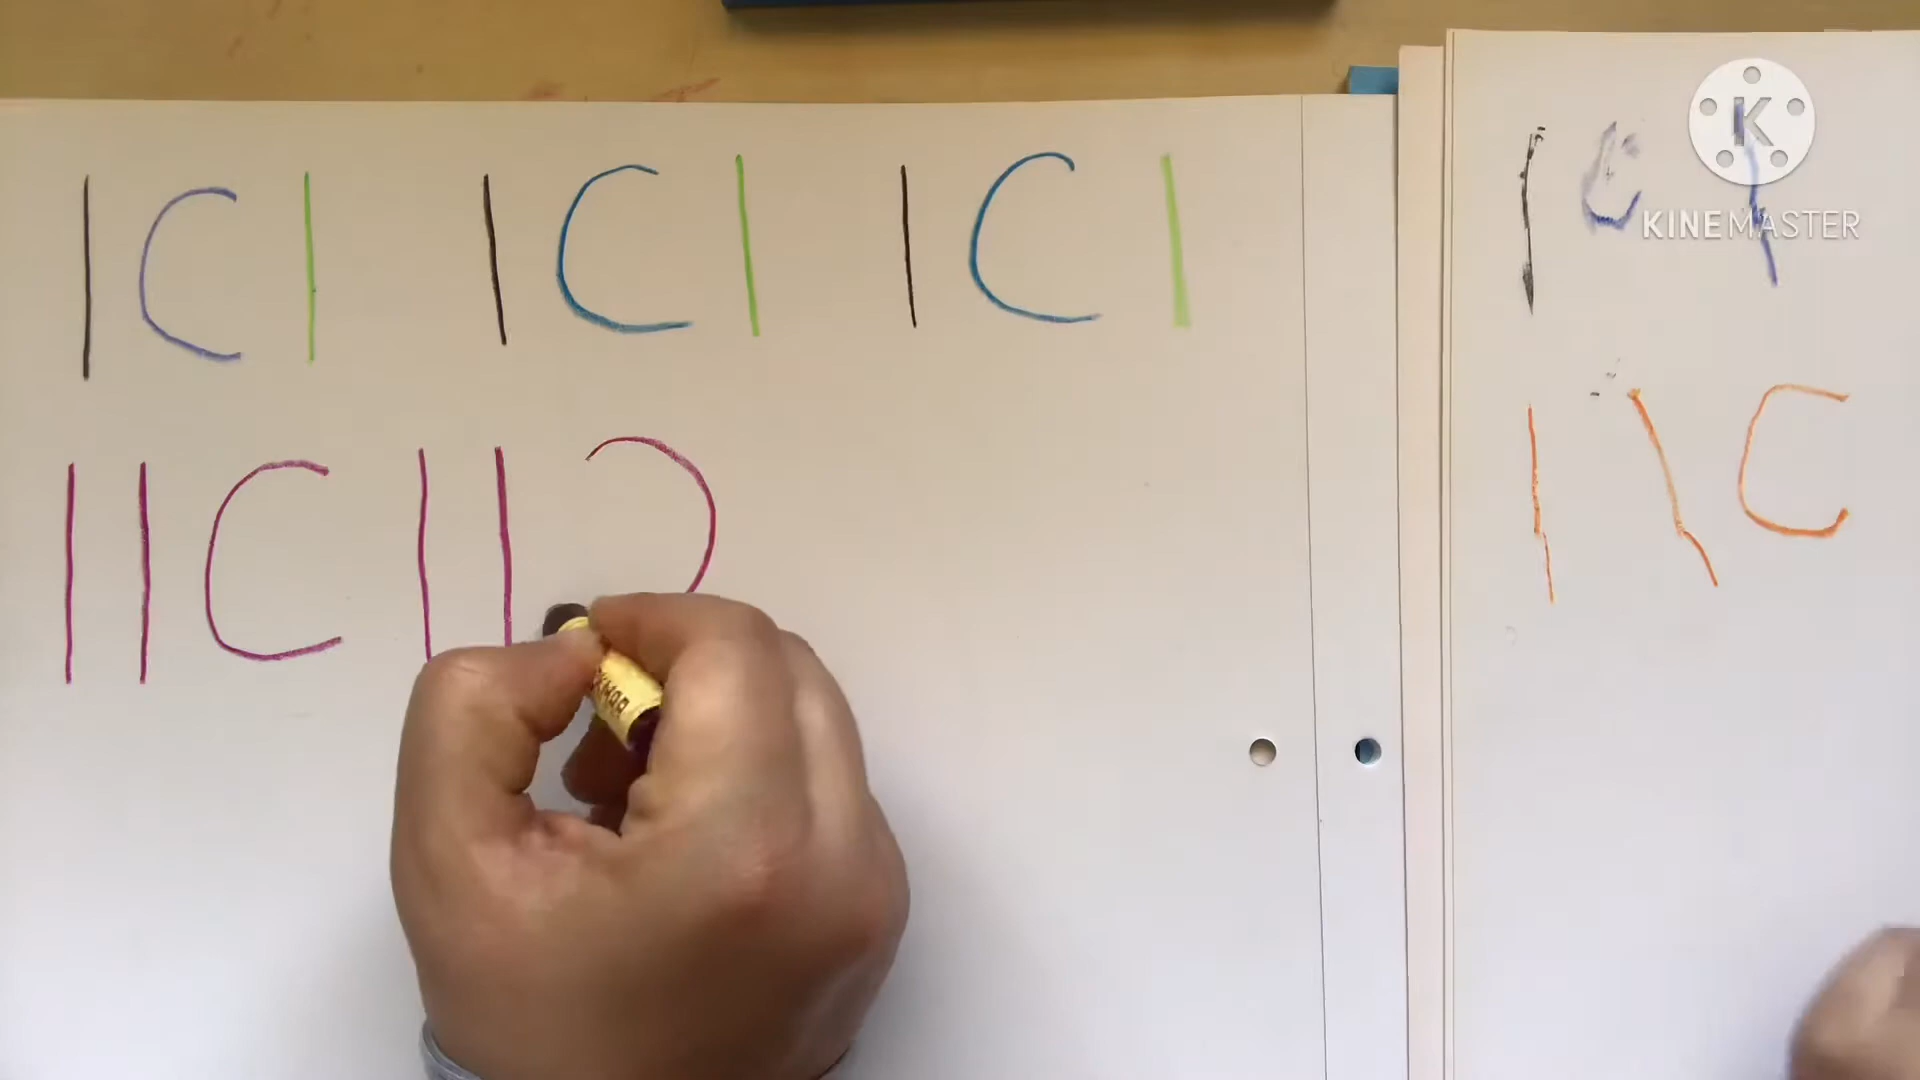 | C | | C | | C |
| | C | |
| C |
| \ C
K
KINEMASTER